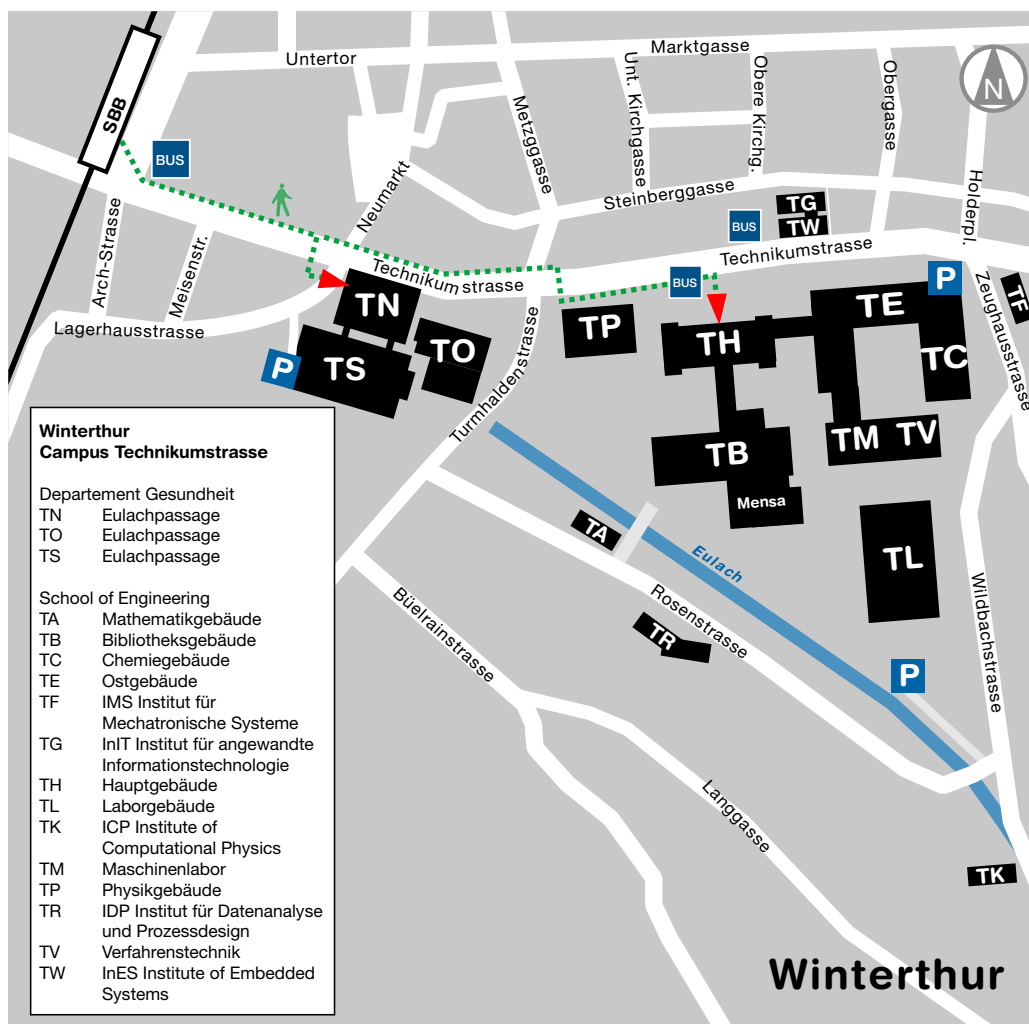 Untertor
Marktgasse
SBB
BUS
Unt. Kirchgasse
Obere Kirchg.
Obergasse
N
Metzggasse
Neumarkt
Steinberggasse
Holderpl.
TG
TW
BUS
Arch-Strasse
Meisenstr.
Technikumstrasse
Technikumstrasse
BUS
P
Zeughausstrasse
TF
Lagerhausstrasse
TN
TO
TS
P
TP
TH
TE
TC
Turmhaldenstrasse
TB
TM
TV
Mensa
TA
Eulach
TL
Rosenstrasse
TR
Büelrainstrasse
P
Wildbachstrasse
Langgasse
TK
Winterthur
Winterthur
Campus Technikumstrasse
Departement Gesundheit
TN Eulachpassage
TO Eulachpassage
TS Eulachpassage
School of Engineering
TA Mathematikgebäude
TB Bibliotheksgebäude
TC Chemiegebäude
TE Ostgebäude
TF IMS Institut für
Mechatronische Systeme
TG InIT Institut für angewandte
Informationstechnologie
TH Hauptgebäude
TL Laborgebäude
TK ICP Institute of
Computational Physics
TM Maschinenlabor
TP Physikgebäude
TR IDP Institut für Datenanalyse
und Prozessdesign
TV Verfahrenstechnik
TW InES Institute of Embedded
Systems